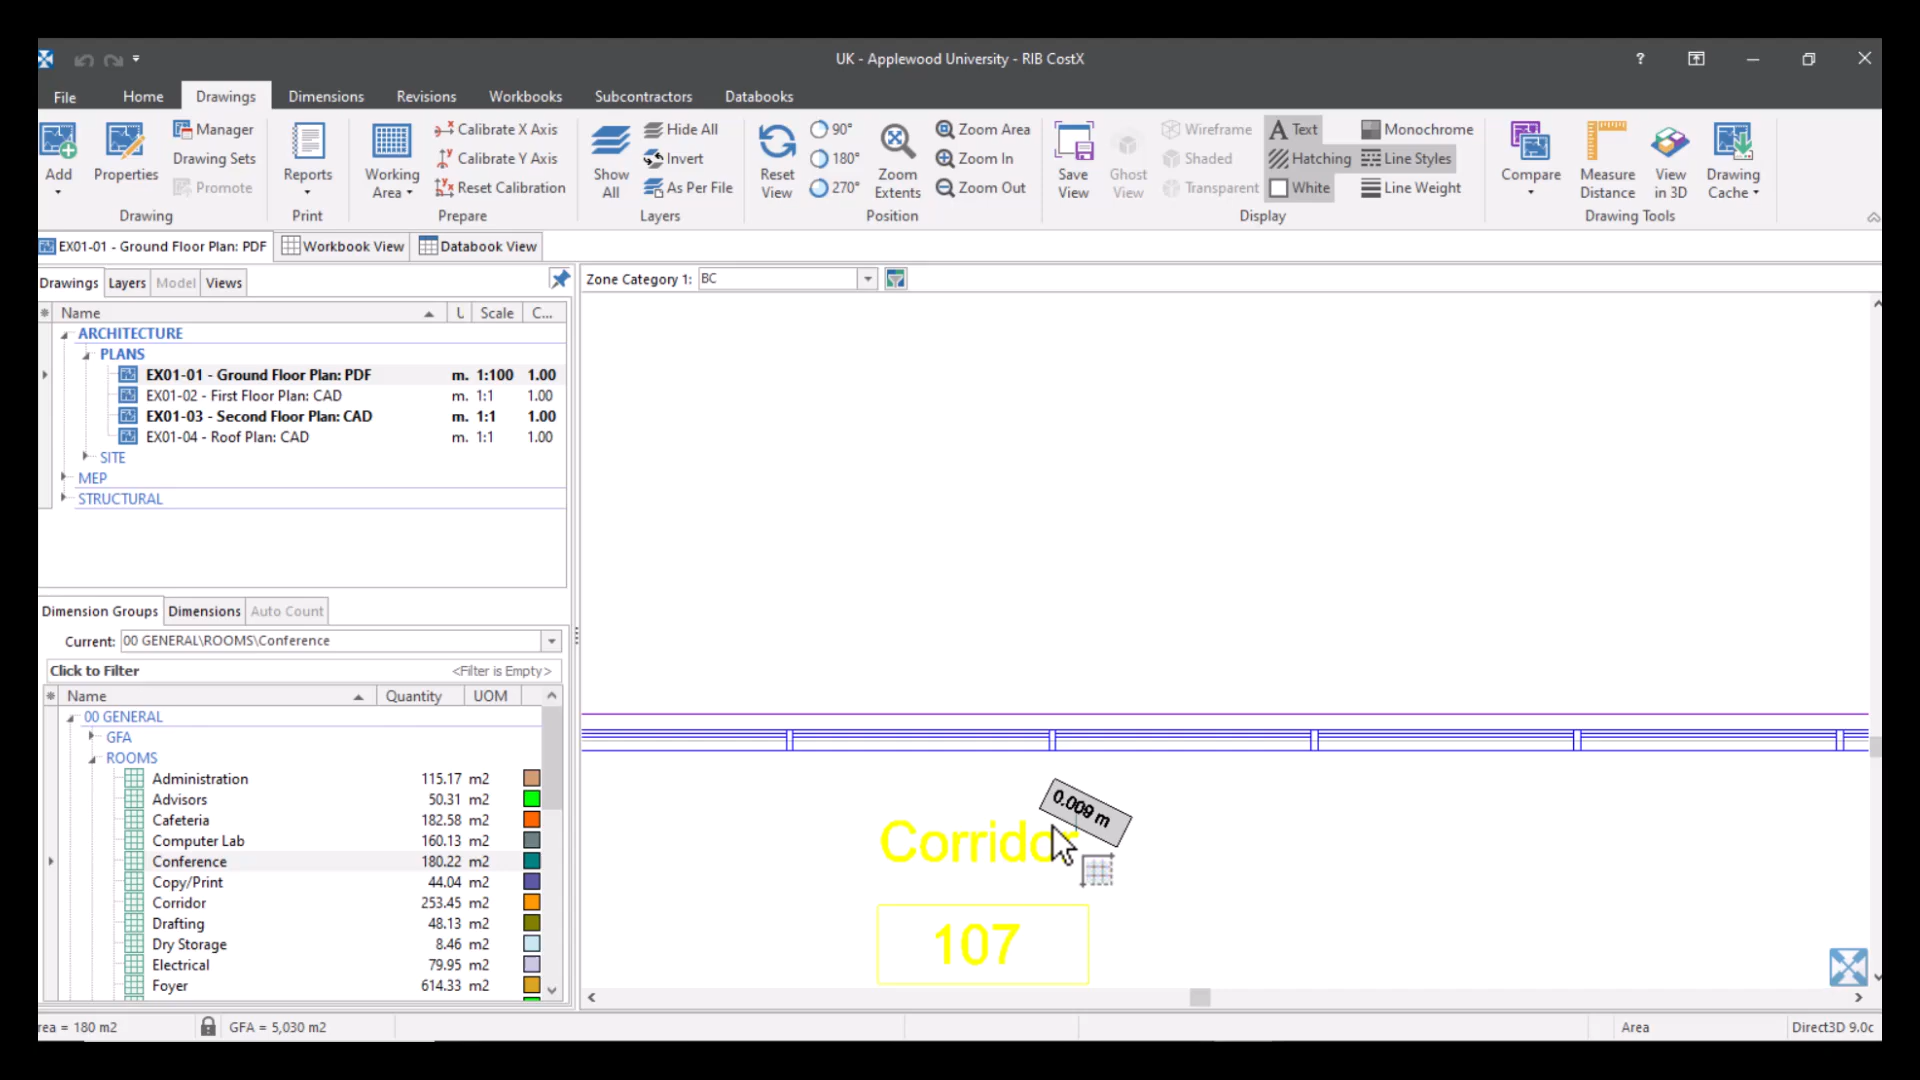 UK - Applewood University - RIB CostX
?
File Home Drawings Dimensions Revisions Workbooks Subcontractors Databooks
Add
Properties
Manager
Drawing Sets
Promote
Drawing
Reports
Print
Working Area
Calibrate X Axis
Calibrate Y Axis
Reset Calibration
Prepare
Show All
Hide All
Invert
As Per File
Layers
Reset View
90°
180°
270°
Zoom Extents
Zoom Area
Zoom In
Zoom Out
Position
Save View
Ghost View
Wireframe
Shaded
Transparent
Text
Hatching
White
Monochrome
Line Styles
Line Weight
Display
Compare
Measure Distance
View in 3D
Drawing Cache
Drawing Tools
EX01-01 - Ground Floor Plan: PDF Workbook View Databook View
Drawings Layers Model Views
Zone Category 1: BC
Name U Scale C...
ARCHITECTURE
PLANS
EX01-01 - Ground Floor Plan: PDF m. 1:100 1.00
EX01-02 - First Floor Plan: CAD m. 1:1 1.00
EX01-03 - Second Floor Plan: CAD m. 1:1 1.00
EX01-04 - Roof Plan: CAD m. 1:1 1.00
SITE
MEP
STRUCTURAL
Dimension Groups Dimensions Auto Count
Current: 00 GENERAL\ROOMS\Conference
Click to Filter <Filter is Empty>
Name Quantity UOM
00 GENERAL
GFA
ROOMS
Administration 115.17 m2
Advisors 50.31 m2
Cafeteria 182.58 m2
Computer Lab 160.13 m2
Conference 180.22 m2
Copy/Print 44.04 m2
Corridor 253.45 m2
Drafting 48.13 m2
Dry Storage 8.46 m2
Electrical 79.95 m2
Foyer 614.33 m2
0.009 m
Corridor
107
rea = 180 m2 GFA = 5,030 m2 Area Direct3D 9.0c